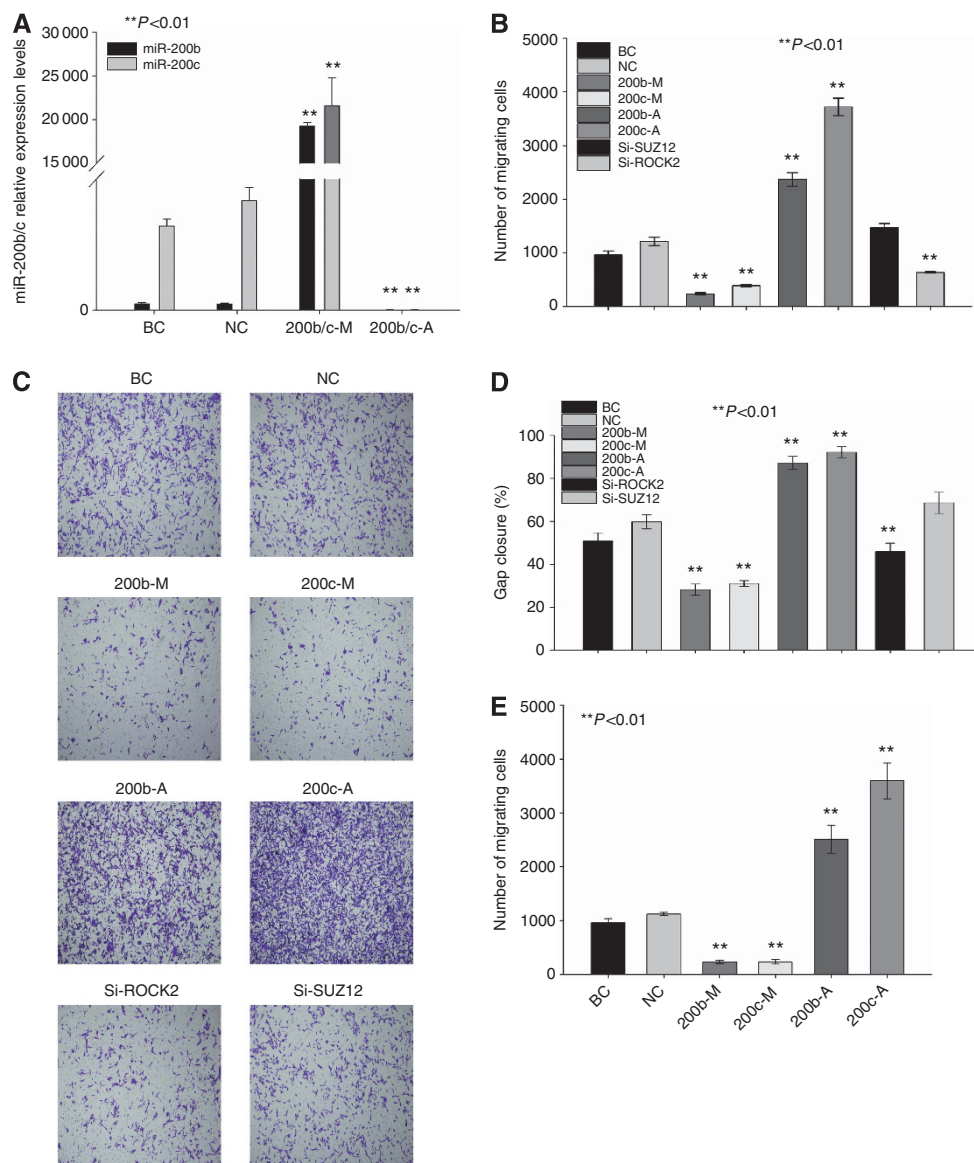 A
**P<0.01
miR-200b
miR-200c
miR-200b/c relative expression levels
30 000
25 000
20 000
15 000
0
**
**
** **
BC NC 200b/c-M 200b/c-A
B
**P<0.01
BC
NC
200b-M
200c-M
200b-A
200c-A
Si-SUZ12
Si-ROCK2
Number of migrating cells
5000
4000
3000
2000
1000
0
**
**
**
**
**
C
BC NC
200b-M 200c-M
200b-A 200c-A
Si-ROCK2 Si-SUZ12
D
**P<0.01
BC
NC
200b-M
200c-M
200b-A
200c-A
Si-ROCK2
Si-SUZ12
Gap closure (%)
100
80
60
40
20
0
**
**
**
**
**
E
**P<0.01
Number of migrating cells
5000
4000
3000
2000
1000
0
**
**
**
**
BC NC 200b-M 200c-M 200b-A 200c-A